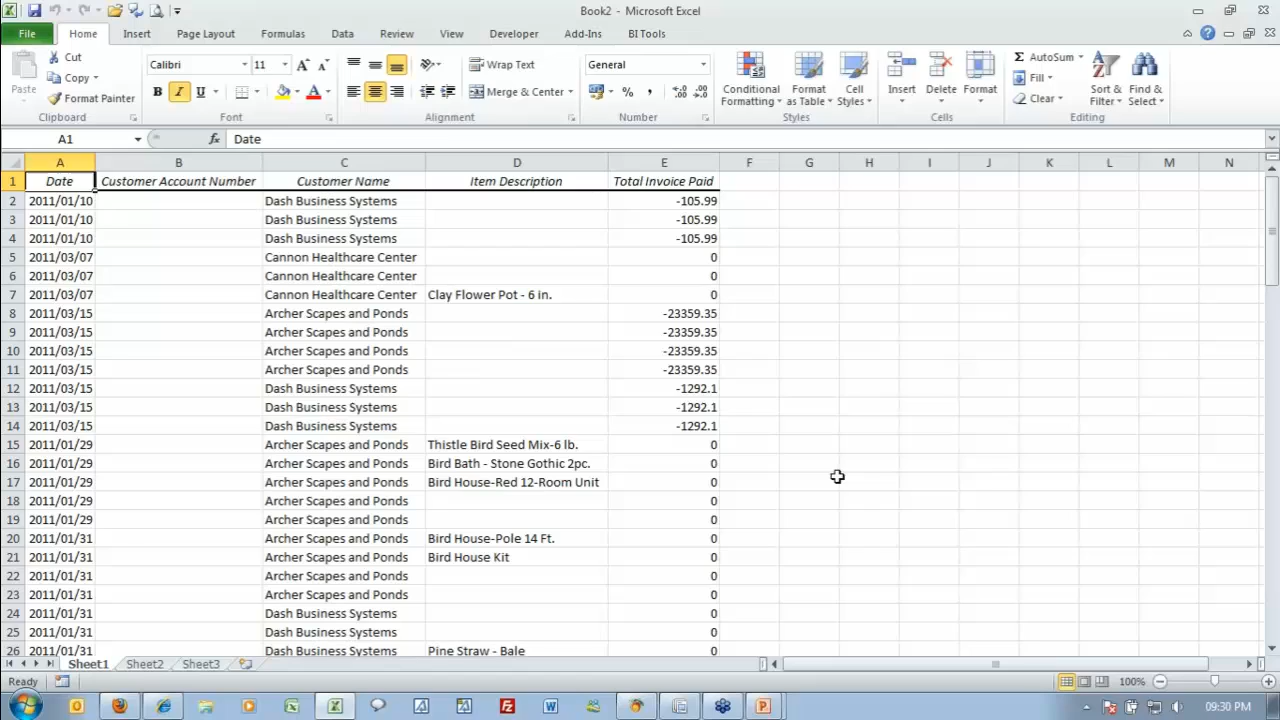 Book2 - Microsoft Excel
File Home Insert Page Layout Formulas Data Review View Developer Add-Ins BI Tools
Paste Cut Copy Format Painter Clipboard
Calibri 11 Font
Wrap Text Merge & Center Alignment
General Number
Conditional Formatting Format as Table Cell Styles Styles
Insert Delete Format Cells
AutoSum Fill Clear Sort & Filter Find & Select Editing
A1 fx Date
A B C D E F G H I J K L M N
1 Date Customer Account Number Customer Name Item Description Total Invoice Paid
2 2011/01/10 Dash Business Systems -105.99
3 2011/01/10 Dash Business Systems -105.99
4 2011/01/10 Dash Business Systems -105.99
5 2011/03/07 Cannon Healthcare Center 0
6 2011/03/07 Cannon Healthcare Center 0
7 2011/03/07 Cannon Healthcare Center Clay Flower Pot - 6 in. 0
8 2011/03/15 Archer Scapes and Ponds -23359.35
9 2011/03/15 Archer Scapes and Ponds -23359.35
10 2011/03/15 Archer Scapes and Ponds -23359.35
11 2011/03/15 Archer Scapes and Ponds -23359.35
12 2011/03/15 Dash Business Systems -1292.1
13 2011/03/15 Dash Business Systems -1292.1
14 2011/03/15 Dash Business Systems -1292.1
15 2011/01/29 Archer Scapes and Ponds Thistle Bird Seed Mix-6 lb. 0
16 2011/01/29 Archer Scapes and Ponds Bird Bath - Stone Gothic 2pc. 0
17 2011/01/29 Archer Scapes and Ponds Bird House-Red 12-Room Unit 0
18 2011/01/29 Archer Scapes and Ponds 0
19 2011/01/29 Archer Scapes and Ponds 0
20 2011/01/31 Archer Scapes and Ponds Bird House-Pole 14 Ft. 0
21 2011/01/31 Archer Scapes and Ponds Bird House Kit 0
22 2011/01/31 Archer Scapes and Ponds 0
23 2011/01/31 Archer Scapes and Ponds 0
24 2011/01/31 Dash Business Systems 0
25 2011/01/31 Dash Business Systems 0
26 2011/01/31 Dash Business Systems Pine Straw - Bale 0
Sheet1 Sheet2 Sheet3
Ready 100%
09:30 PM